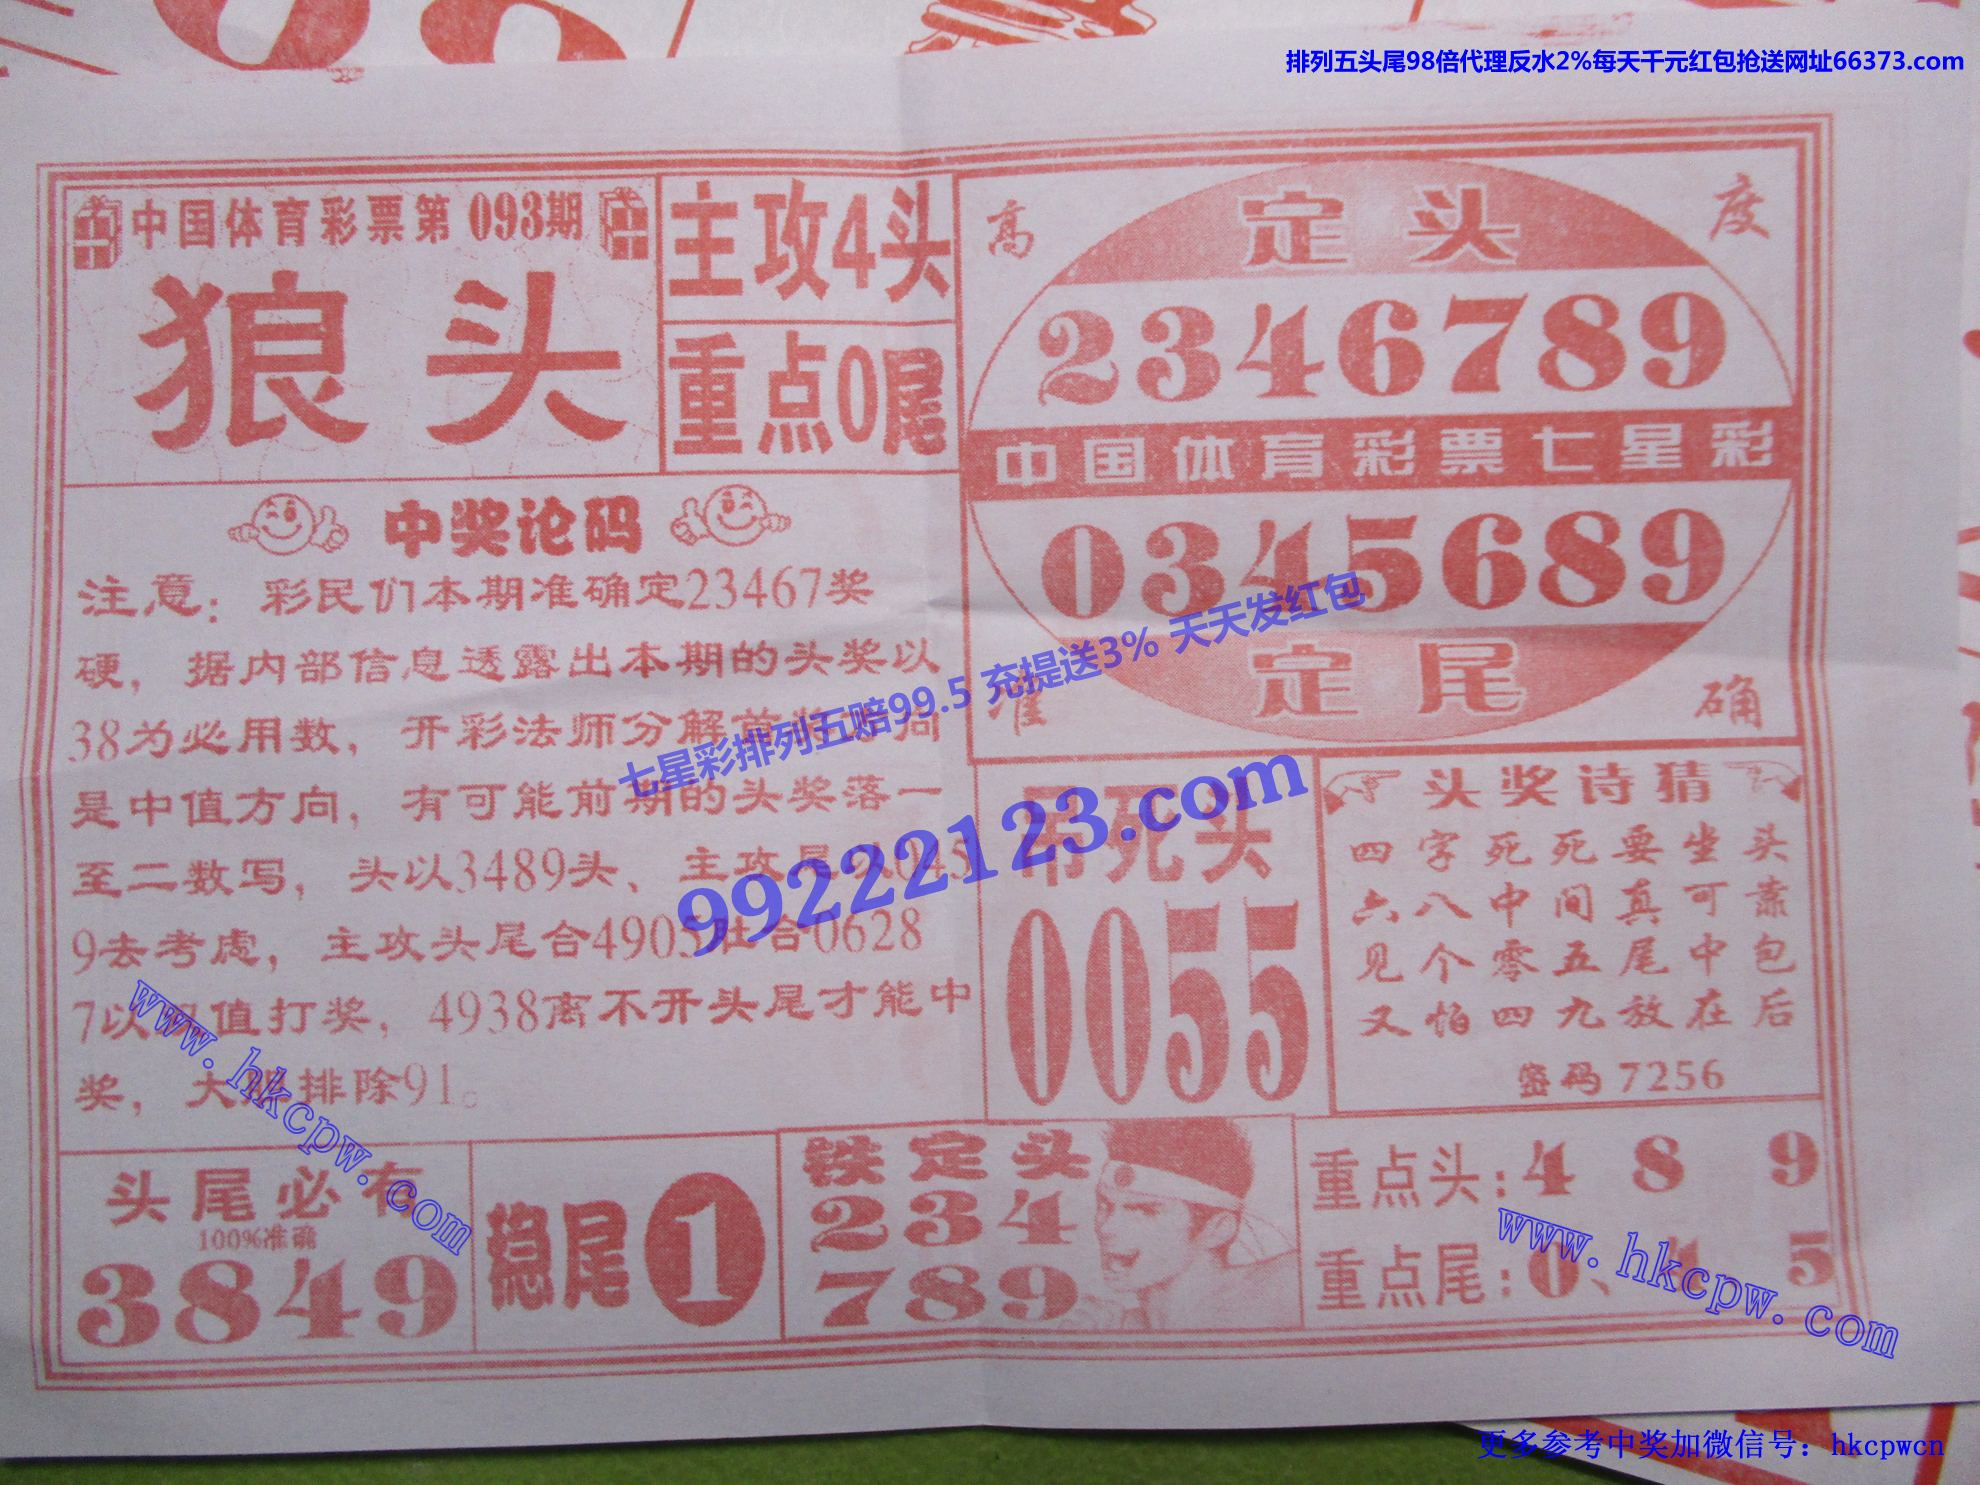 排列五头尾98倍代理反水2%每天千元红包抢送网址66373.com
中国体育彩票第093期
狼头
主攻4头
重点0尾
高度
定头
2346789
中国体育彩票七星彩
0345689
定尾
准确
中奖论码
注意：彩民们本期准确定23467奖
硬，据内部信息透露出本期的头奖以
38为必用数，开彩法师分解前奖方向
是中值方向，有可能前期的头奖落一
至二数写，头以3489头、主攻尾以045
9去考虑，主攻头尾合4905肚合0628
7以 值打奖，4938离不开头尾才能中
奖，大胆排除91。
七星彩排列五赔99.5 充提送3% 天天发红包
99222123.com
吊死头
0055
头奖诗猜
四字死死要坐头
六八中间真可靠
见个零五尾中包
又怕四九放在后
密码7256
头尾必有
100%准确
3849
稳尾1
铁定头
234
789
重点头：4 8 9
重点尾：0、4 5
www.hkcpw.com
www.hkcpw.com
更多参考中奖加微信号：hkcpwcn